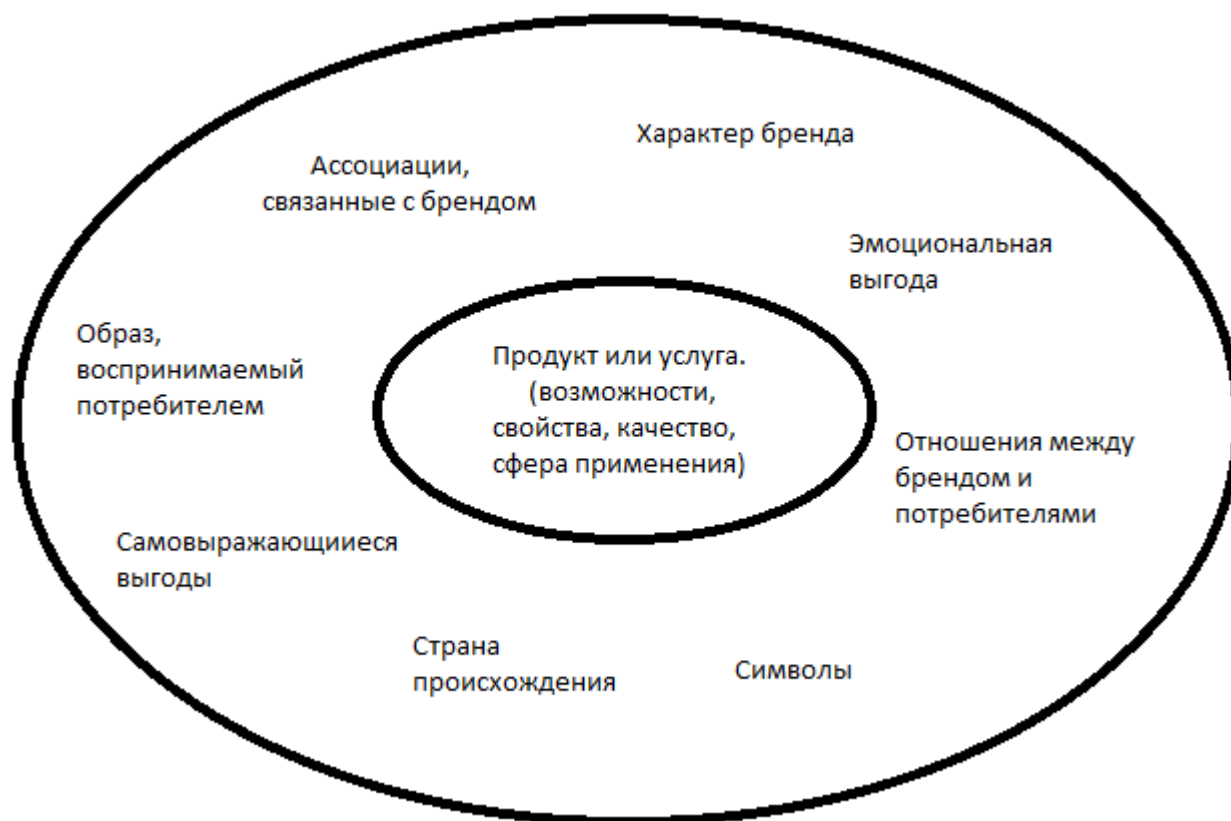 Характер бренда
Ассоциации,
связанные с брендом
Эмоциональная
выгода
Образ,
воспринимаемый
потребителем
Продукт или услуга.
(возможности,
свойства, качество,
сфера применения)
Отношения между
брендом и
потребителями
Самовыражающииеся
выгоды
Страна
происхождения
Символы